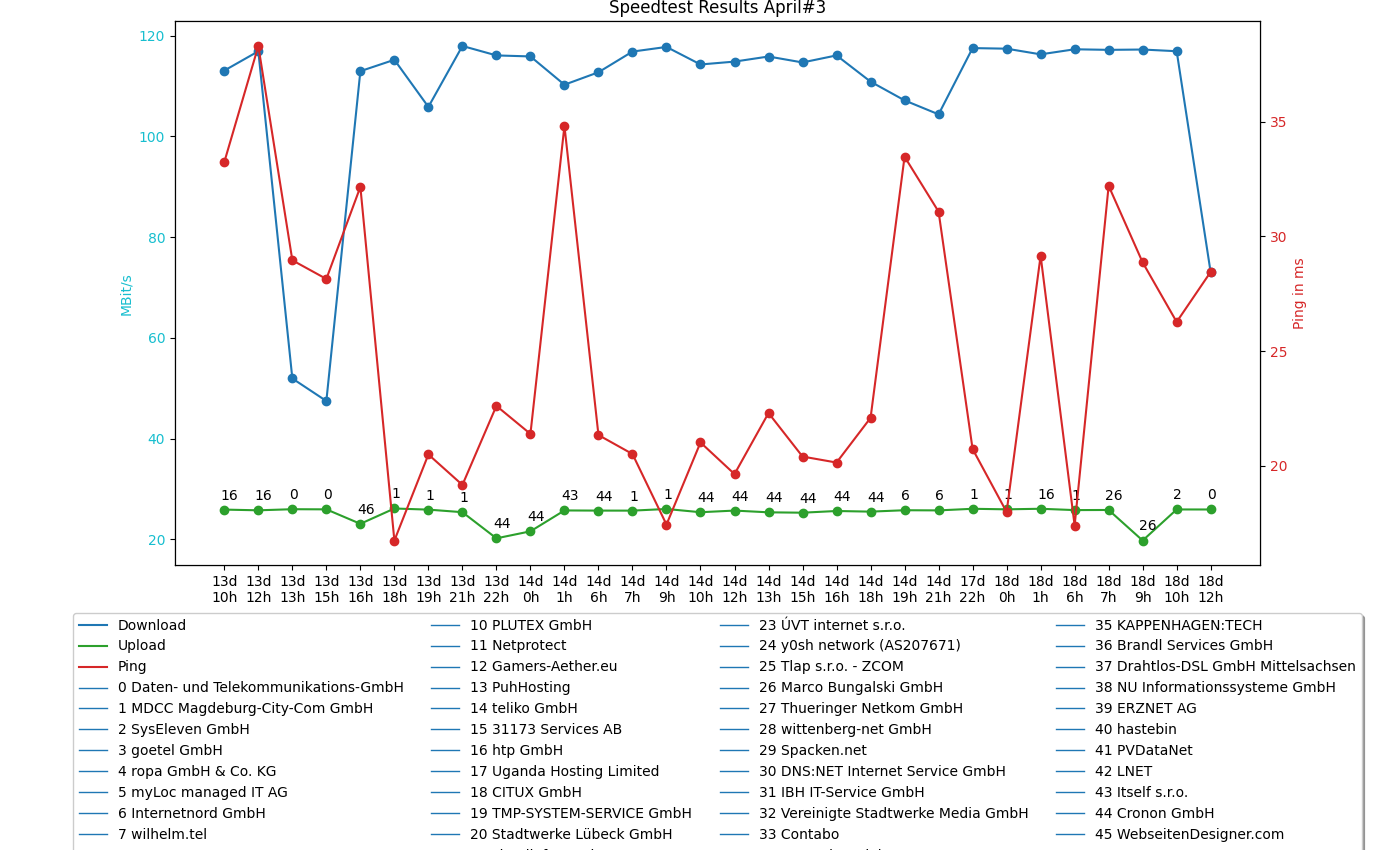 Speedtest Results April#3
120
100
80
60
40
20
MBit/s
35
30
25
20
Ping in ms
16 16 0 0 46 1 1 1 44 44 43 44 1 1 44 44 44 44 44 44 6 6 1 1 16 1 26 26 2 0
13d 13d 13d 13d 13d 13d 13d 13d 13d 14d 14d 14d 14d 14d 14d 14d 14d 14d 14d 14d 14d 14d 17d 18d 18d 18d 18d 18d 18d 18d
10h 12h 13h 15h 16h 18h 19h 21h 22h 0h 1h 6h 7h 9h 10h 12h 13h 15h 16h 18h 19h 21h 22h 0h 1h 6h 7h 9h 10h 12h
Download
Upload
Ping
0 Daten- und Telekommunikations-GmbH
1 MDCC Magdeburg-City-Com GmbH
2 SysEleven GmbH
3 goetel GmbH
4 ropa GmbH & Co. KG
5 myLoc managed IT AG
6 Internetnord GmbH
7 wilhelm.tel
10 PLUTEX GmbH
11 Netprotect
12 Gamers-Aether.eu
13 PuhHosting
14 teliko GmbH
15 31173 Services AB
16 htp GmbH
17 Uganda Hosting Limited
18 CITUX GmbH
19 TMP-SYSTEM-SERVICE GmbH
20 Stadtwerke Lübeck GmbH
23 ÚVT internet s.r.o.
24 y0sh network (AS207671)
25 Tlap s.r.o. - ZCOM
26 Marco Bungalski GmbH
27 Thueringer Netkom GmbH
28 wittenberg-net GmbH
29 Spacken.net
30 DNS:NET Internet Service GmbH
31 IBH IT-Service GmbH
32 Vereinigte Stadtwerke Media GmbH
33 Contabo
35 KAPPENHAGEN:TECH
36 Brandl Services GmbH
37 Drahtlos-DSL GmbH Mittelsachsen
38 NU Informationssysteme GmbH
39 ERZNET AG
40 hastebin
41 PVDataNet
42 LNET
43 Itself s.r.o.
44 Cronon GmbH
45 WebseitenDesigner.com